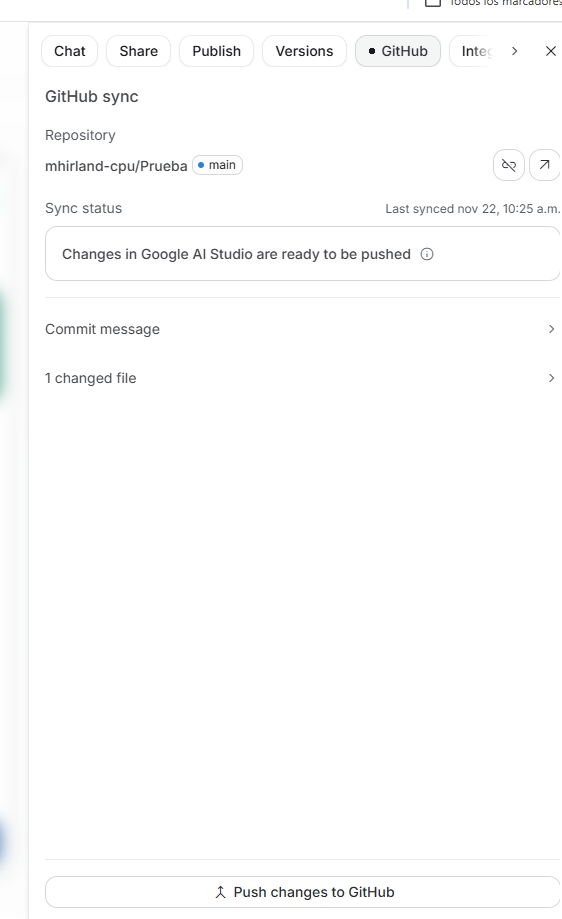 Todos los marcadores
Chat Share Publish Versions GitHub
GitHub sync
Repository
mhirland-cpu/Prueba main
Sync status Last synced nov 22, 10:25 a.m.
Changes in Google AI Studio are ready to be pushed
Commit message
1 changed file
Push changes to GitHub